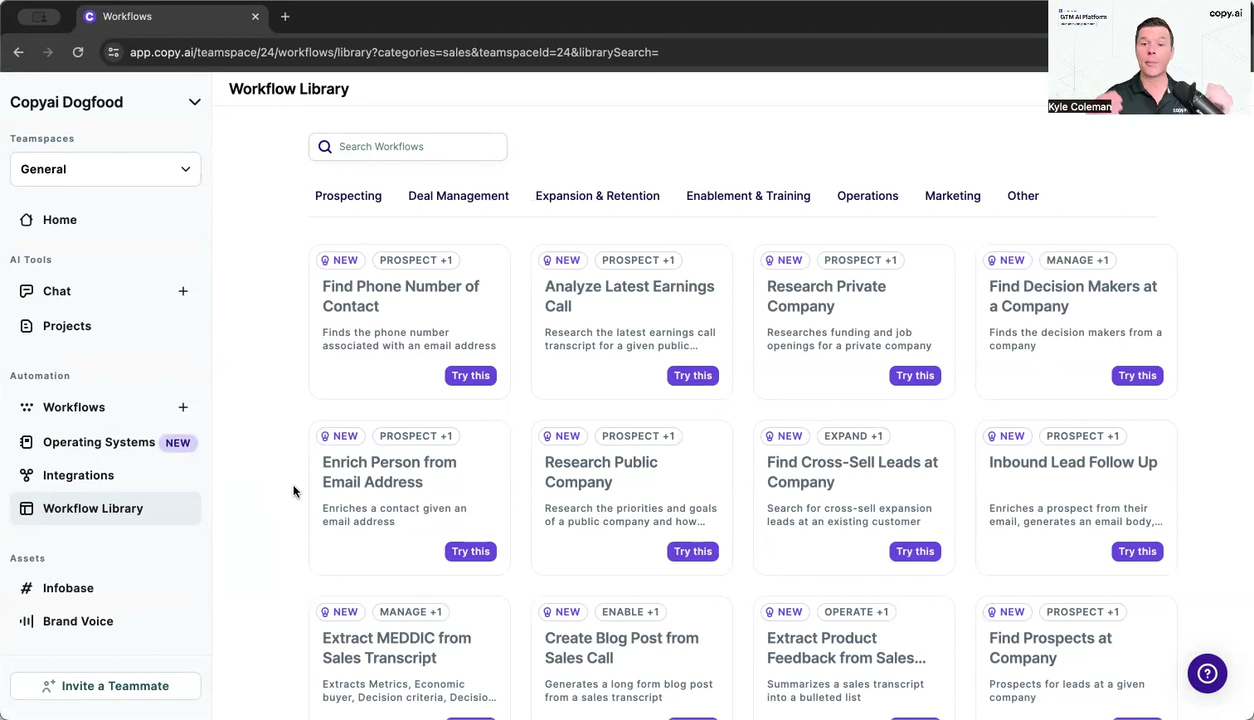 Workflows
app.copy.ai/teamspace/24/workflows/library?categories=sales&teamspaceId=24&librarySearch=
GTM AI Platform
copy.ai
Kyle Coleman
Copyai Dogfood
Teamspaces
General
Home
AI Tools
Chat
Projects
Automation
Workflows
Operating Systems NEW
Integrations
Workflow Library
Assets
Infobase
Brand Voice
Invite a Teammate
Workflow Library
Search Workflows
Prospecting Deal Management Expansion & Retention Enablement & Training Operations Marketing Other
NEW PROSPECT +1
Find Phone Number of
Contact
Finds the phone number
associated with an email address
Try this
NEW PROSPECT +1
Analyze Latest Earnings
Call
Research the latest earnings call
transcript for a given public...
Try this
NEW PROSPECT +1
Research Private
Company
Researches funding and job
openings for a private company
Try this
NEW MANAGE +1
Find Decision Makers at
a Company
Finds the decision makers from a
company
Try this
NEW PROSPECT +1
Enrich Person from
Email Address
Enriches a contact given an
email address
Try this
NEW PROSPECT +1
Research Public
Company
Research the priorities and goals
of a public company and how...
Try this
NEW EXPAND +1
Find Cross-Sell Leads at
Company
Search for cross-sell expansion
leads at an existing customer
Try this
NEW PROSPECT +1
Inbound Lead Follow Up
Enriches a prospect from their
email, generates an email body,...
Try this
NEW MANAGE +1
Extract MEDDIC from
Sales Transcript
Extracts Metrics, Economic
buyer, Decision criteria, Decisio...
NEW ENABLE +1
Create Blog Post from
Sales Call
Generates a long form blog post
from a sales transcript
NEW OPERATE +1
Extract Product
Feedback from Sales...
Summarizes a sales transcript
into a bulleted list
NEW PROSPECT +1
Find Prospects at
Company
Prospects for leads at a given
company